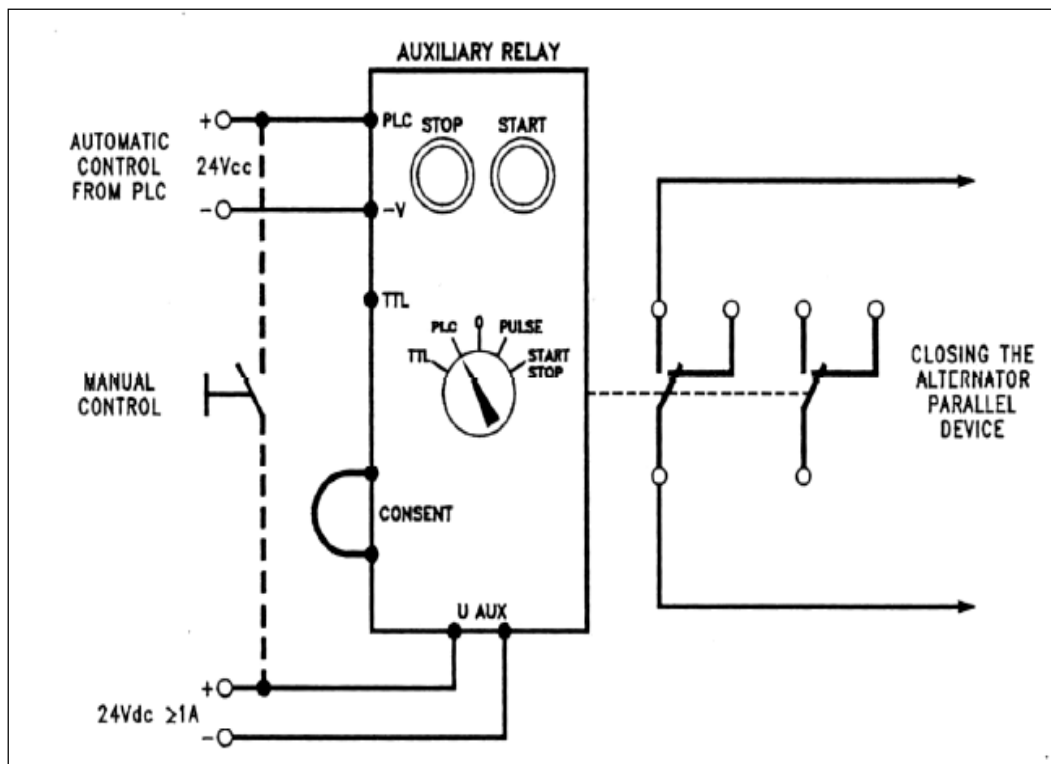 AUXILIARY RELAY
+
PLC
STOP
START
AUTOMATIC
CONTROL
FROM PLC
24Vcc
-
-V
TTL
TTL
PLC
0
PULSE
START
STOP
MANUAL
CONTROL
CLOSING THE
ALTERNATOR
PARALLEL
DEVICE
CONSENT
U AUX
+
24Vdc ≥1A
-